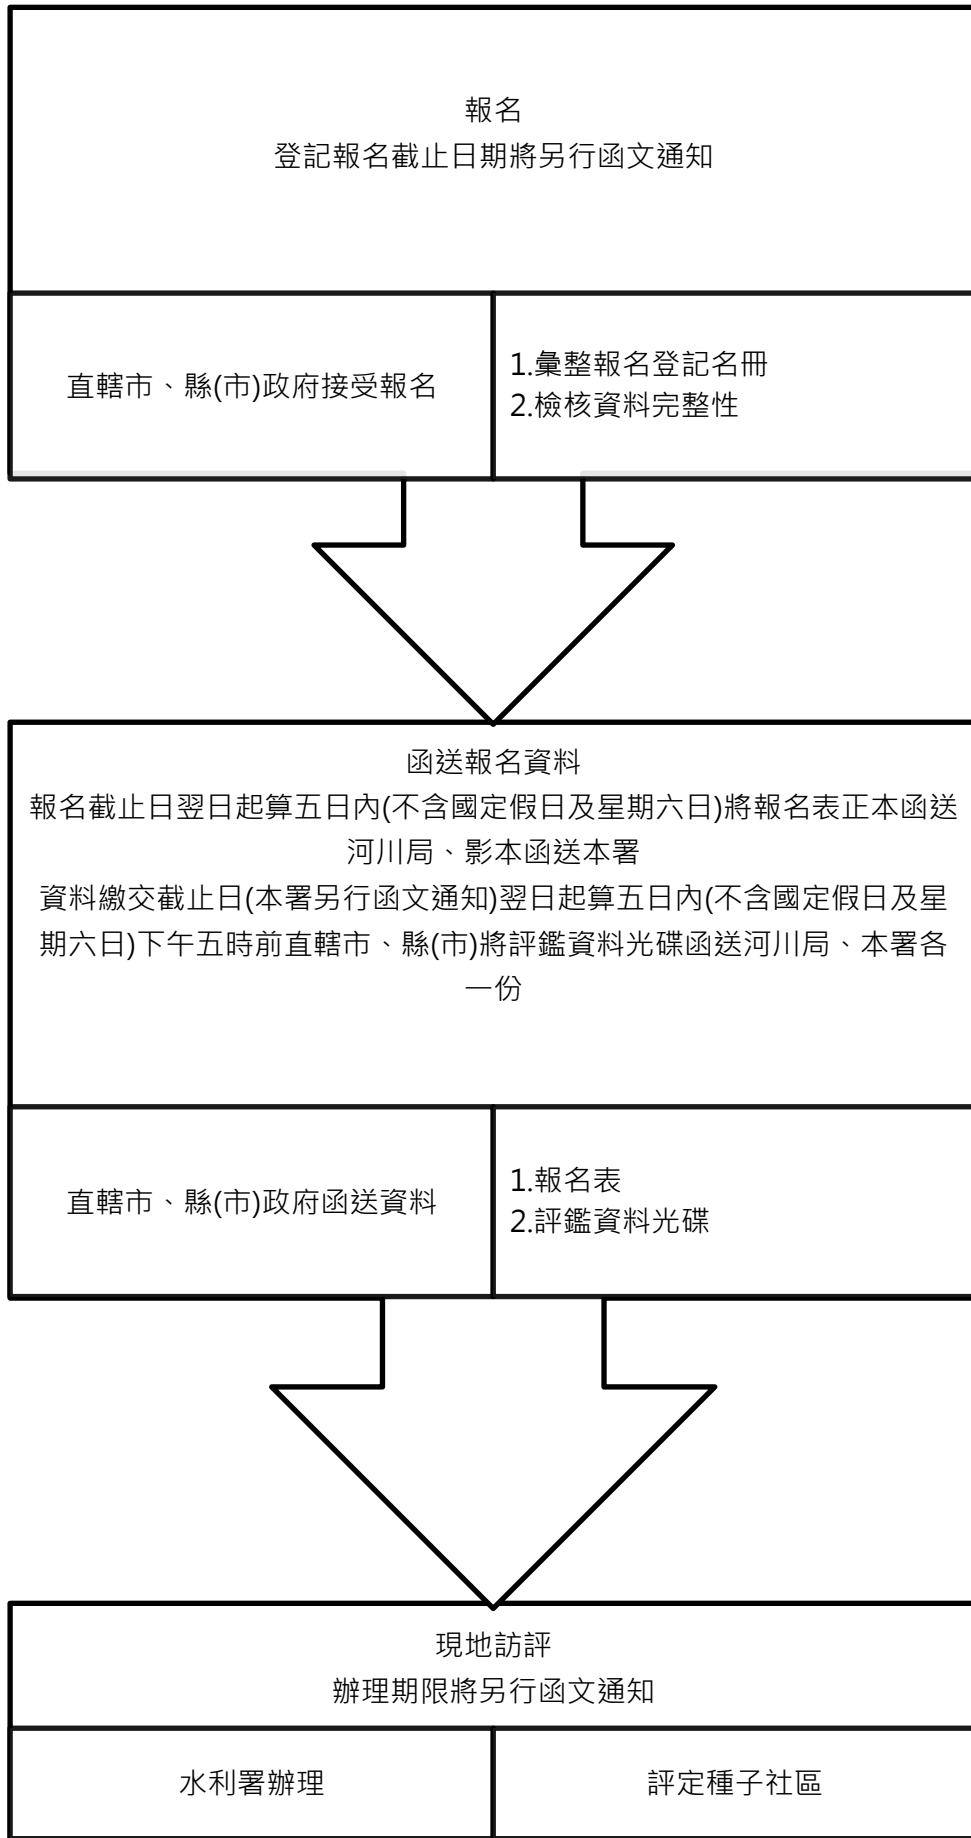 報名
登記報名截止日期將另行函文通知
直轄市、縣(市)政府接受報名
1.彙整報名登記名冊
2.檢核資料完整性
函送報名資料
報名截止日翌日起算五日內(不含國定假日及星期六日)將報名表正本函送
河川局、影本函送本署
資料繳交截止日(本署另行函文通知)翌日起算五日內(不含國定假日及星
期六日)下午五時前直轄市、縣(市)將評鑑資料光碟函送河川局、本署各
一份
直轄市、縣(市)政府函送資料
1.報名表
2.評鑑資料光碟
現地訪評
辦理期限將另行函文通知
水利署辦理
評定種子社區